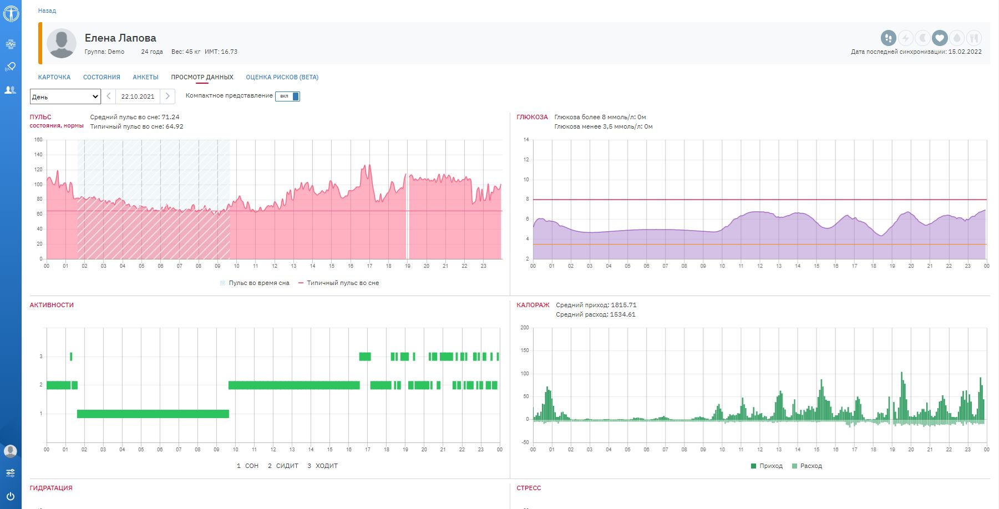 Назад
Елена Лапова
Группа: Demo 24 года Вес: 45 кг ИМТ: 16.73
Дата последней синхронизации: 15.02.2022
КАРТОЧКА СОСТОЯНИЯ АНКЕТЫ ПРОСМОТР ДАННЫХ ОЦЕНКА РИСКОВ (BETA)
День 22.10.2021 Компактное представление вкл
ПУЛЬС Средний пульс во сне: 71.24
состояния, нормы Типичный пульс во сне: 64.92
160
140
120
100
80
60
40
20
0
00 01 02 03 04 05 06 07 08 09 10 11 12 13 14 15 16 17 18 19 20 21 22 23
Пульс во время сна Типичный пульс во сне
ГЛЮКОЗА Глюкоза более 8 ммоль/л: 0м
Глюкоза менее 3,5 ммоль/л: 0м
14
12
10
8
6
4
2
00 01 02 03 04 05 06 07 08 09 10 11 12 13 14 15 16 17 18 19 20 21 22 23 00
АКТИВНОСТИ
3
2
1
00 01 02 03 04 05 06 07 08 09 10 11 12 13 14 15 16 17 18 19 20 21 22 23 00
1 СОН 2 СИДИТ 3 ХОДИТ
КАЛОРАЖ Средний приход: 1815.71
Средний расход: 1534.61
200
150
100
50
0
-50
00 01 02 03 04 05 06 07 08 09 10 11 12 13 14 15 16 17 18 19 20 21 22 23 00
Приход Расход
ГИДРАТАЦИЯ
СТРЕСС